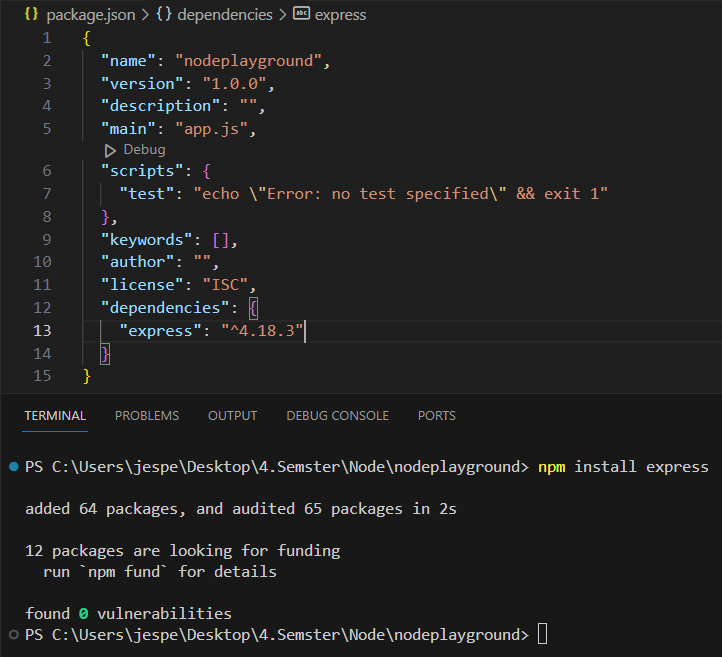 {} package.json > {} dependencies > abc express
1 {
2 "name": "nodeplayground",
3 "version": "1.0.0",
4 "description": "",
5 "main": "app.js",
Debug
6 "scripts": {
7 "test": "echo \"Error: no test specified\" && exit 1"
8 },
9 "keywords": [],
10 "author": "",
11 "license": "ISC",
12 "dependencies": {
13 "express": "^4.18.3"
14 }
15 }
TERMINAL PROBLEMS OUTPUT DEBUG CONSOLE PORTS
PS C:\Users\jespe\Desktop\4.Semster\Node\nodeplayground> npm install express
added 64 packages, and audited 65 packages in 2s
12 packages are looking for funding
run `npm fund` for details
found 0 vulnerabilities
PS C:\Users\jespe\Desktop\4.Semster\Node\nodeplayground>